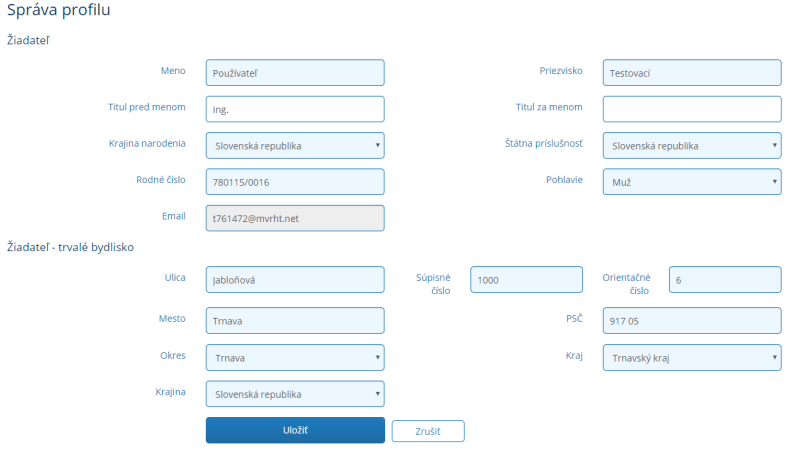 Správa profilu
Žiadateľ
Meno Používateľ Priezvisko Testovací
Titul pred menom Ing. Titul za menom
Krajina narodenia Slovenská republika Štátna príslušnosť Slovenská republika
Rodné číslo 780115/0016 Pohlavie Muž
Email t761472@mvrht.net
Žiadateľ - trvalé bydlisko
Ulica Jabloňová Súpisné číslo 1000 Orientačné číslo 6
Mesto Trnava PSČ 917 05
Okres Trnava Kraj Trnavský kraj
Krajina Slovenská republika
Uložiť Zrušiť